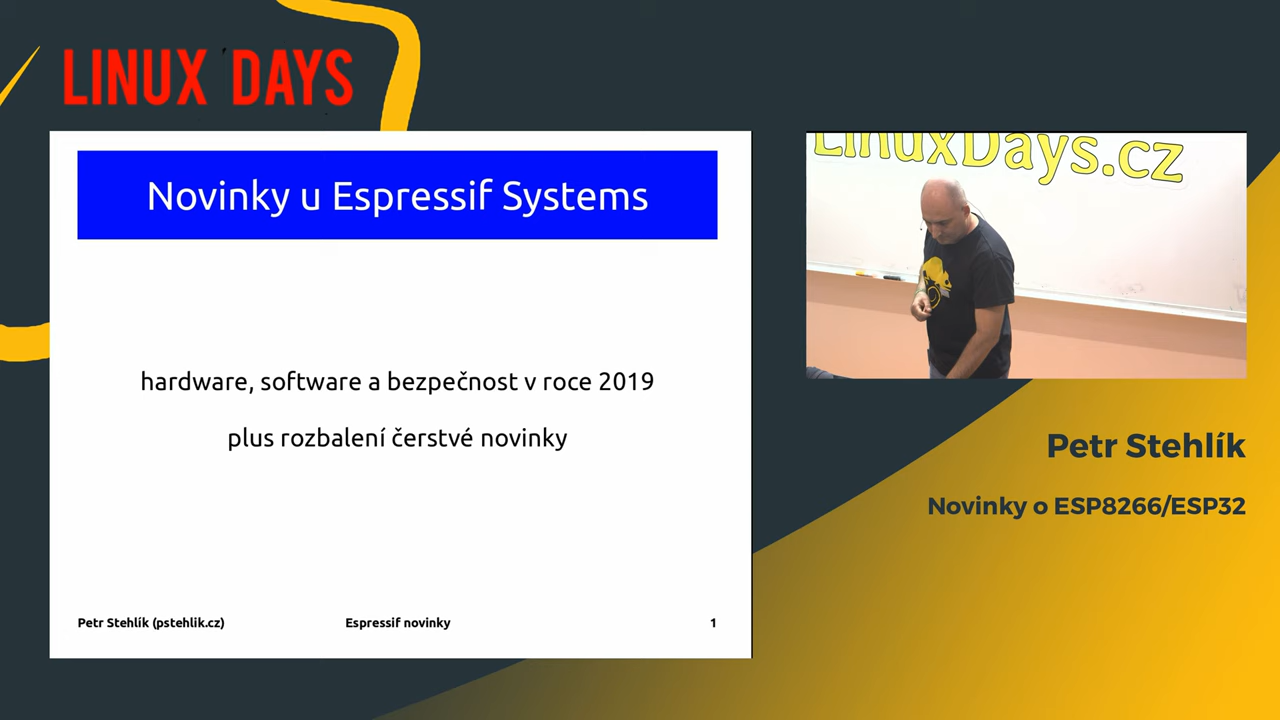 LINUX DAYS
Novinky u Espressif Systems
hardware, software a bezpečnost v roce 2019
plus rozbalení čerstvé novinky
Petr Stehlík (pstehlik.cz)
Espressif novinky
1
LinuxDays.cz
Petr Stehlík
Novinky o ESP8266/ESP32